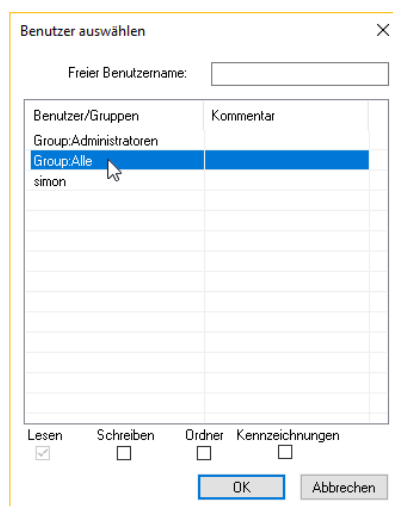 Benutzer auswählen
Freier Benutzername:
Benutzer/Gruppen Kommentar
Group:Administratoren
Group:Alle
simon
Lesen Schreiben Ordner Kennzeichnungen
OK Abbrechen